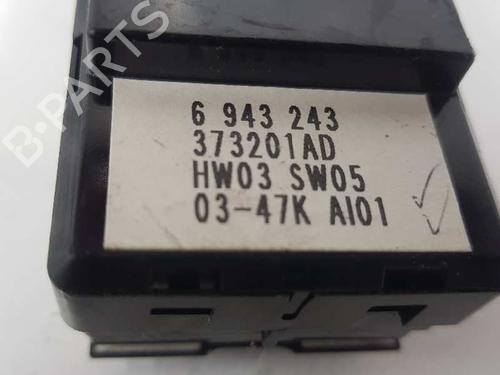 6 943 243
373201AD
HW03 SW05
03-47K AI01
B-PARTS